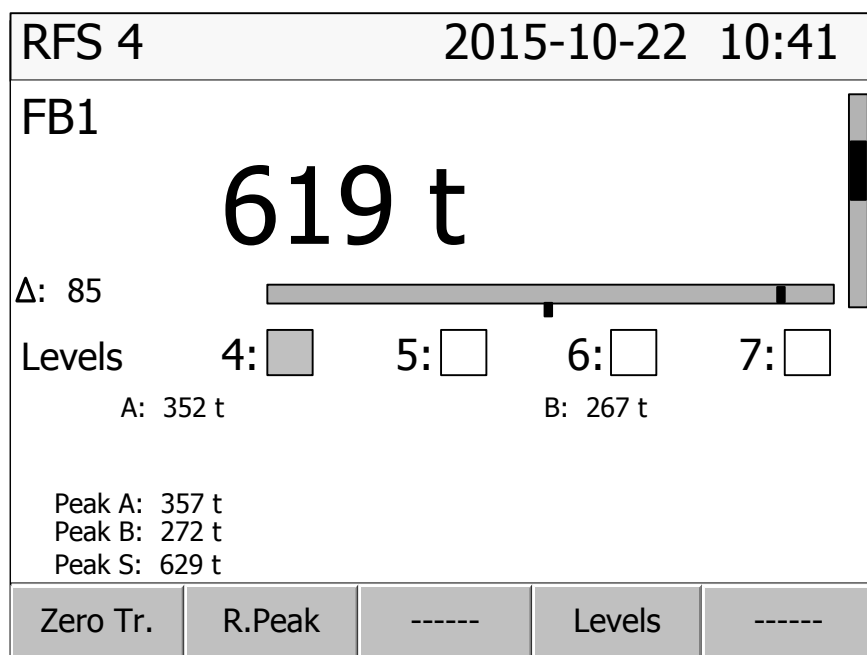 RFS 4 2015-10-22 10:41
FB1
619 t
Δ: 85
Levels 4: 5: 6: 7:
A: 352 t B: 267 t
Peak A: 357 t
Peak B: 272 t
Peak S: 629 t
Zero Tr. R.Peak ------ Levels ------